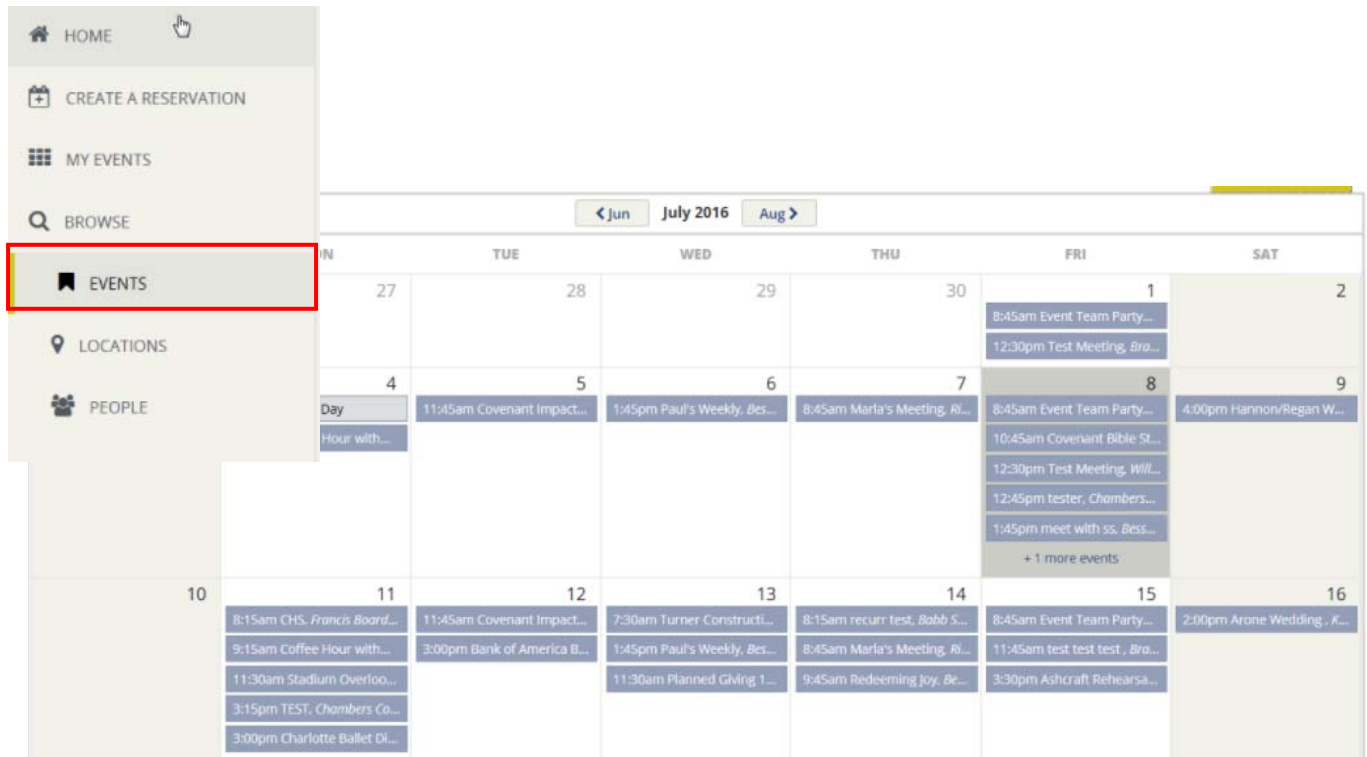 HOME
CREATE A RESERVATION
MY EVENTS
BROWSE
EVENTS
LOCATIONS
PEOPLE
Jun July 2016 Aug
TUE WED THU FRI SAT
27 28 29 30 1 2
8:45am Event Team Party...
12:30pm Test Meeting, Bra...
4 5 6 7 8 9
Day 11:45am Covenant Impact... 1:45pm Paul's Weekly, Bes... 8:45am Marla's Meeting, Ri... 8:45am Event Team Party... 4:00pm Hannon/Regan W...
Hour with... 10:45am Covenant Bible St...
12:30pm Test Meeting, Will...
12:45pm tester, Chambers...
1:45pm meet with ss, Bess...
+ 1 more events
10 11 12 13 14 15 16
8:15am CHS, Francis Board... 11:45am Covenant Impact... 7:30am Turner Constructi... 8:15am recurr test, Babb S... 8:45am Event Team Party... 2:00pm Arone Wedding , K...
9:15am Coffee Hour with... 3:00pm Bank of America B... 1:45pm Paul's Weekly, Bes... 8:45am Marla's Meeting, Ri... 11:45am test test test , Bra...
11:30am Stadium Overloo... 11:30am Planned Giving 1... 9:45am Redeeming Joy, Be... 3:30pm Ashcraft Rehearsa...
3:15pm TEST, Chambers Co...
3:00pm Charlotte Ballet Di...